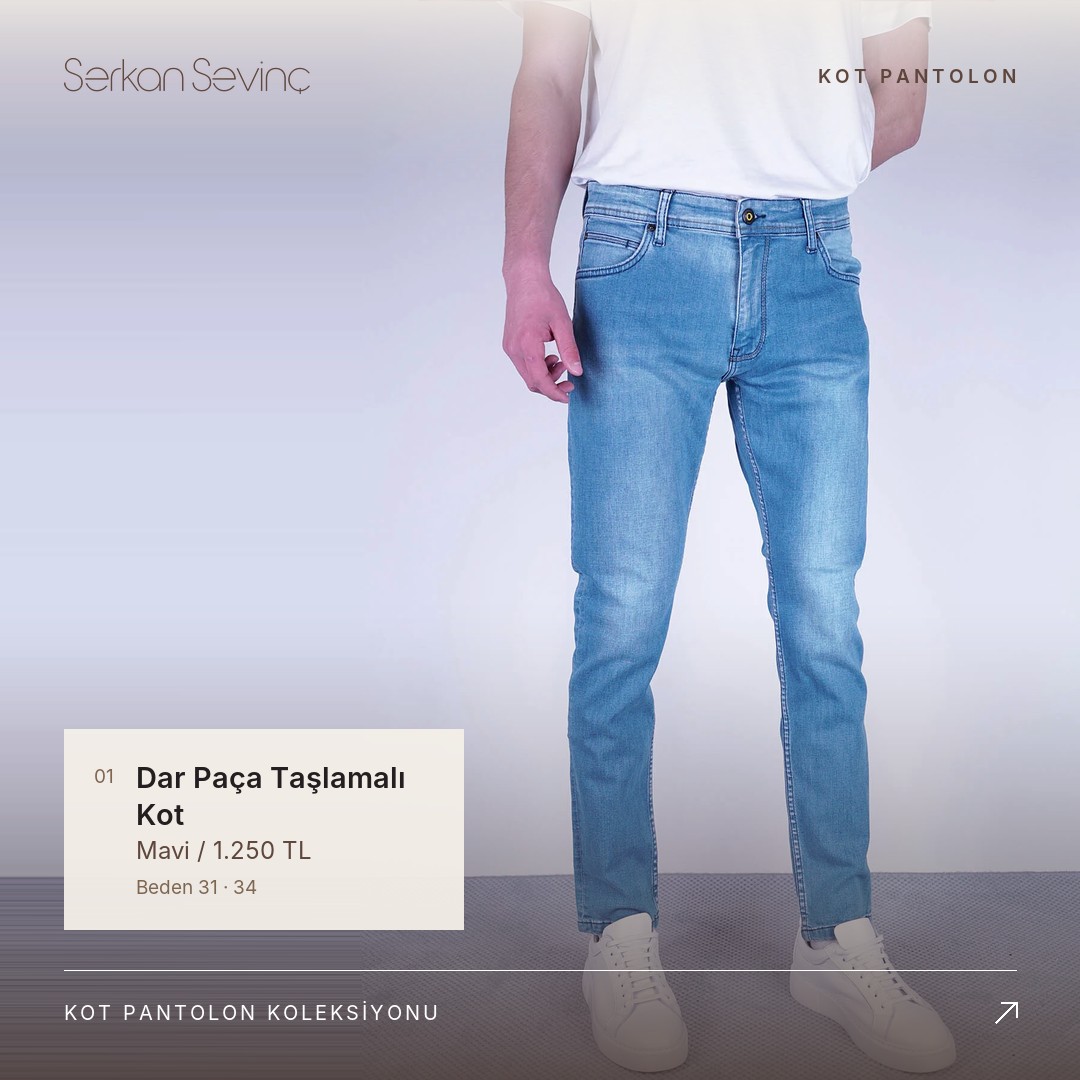 Serkan Sevinç
KOT PANTOLON
01
Dar Paça Taşlamalı
Kot
Mavi / 1.250 TL
Beden 31 · 34
KOT PANTOLON KOLEKSİYONU